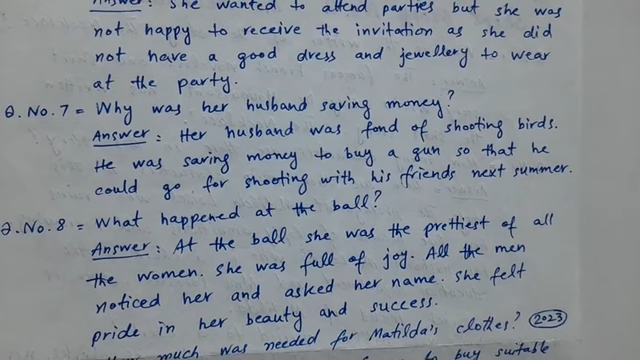 Answer: She wanted to attend parties but she was
not happy to receive the invitation as she did
not have a good dress and jewellery to wear
at the party.
Q. No. 7 = Why was her husband saving money?
Answer: Her husband was fond of shooting birds.
He was saving money to buy a gun so that he
could go for shooting with his friends next summer.
Q. No. 8 = What happened at the ball?
Answer: At the ball she was the prettiest of all
the women. She was full of joy. All the men
noticed her and asked her name. She felt
pride in her beauty and success.
much was needed for Matilda's clothes? 2023
to buy suitable